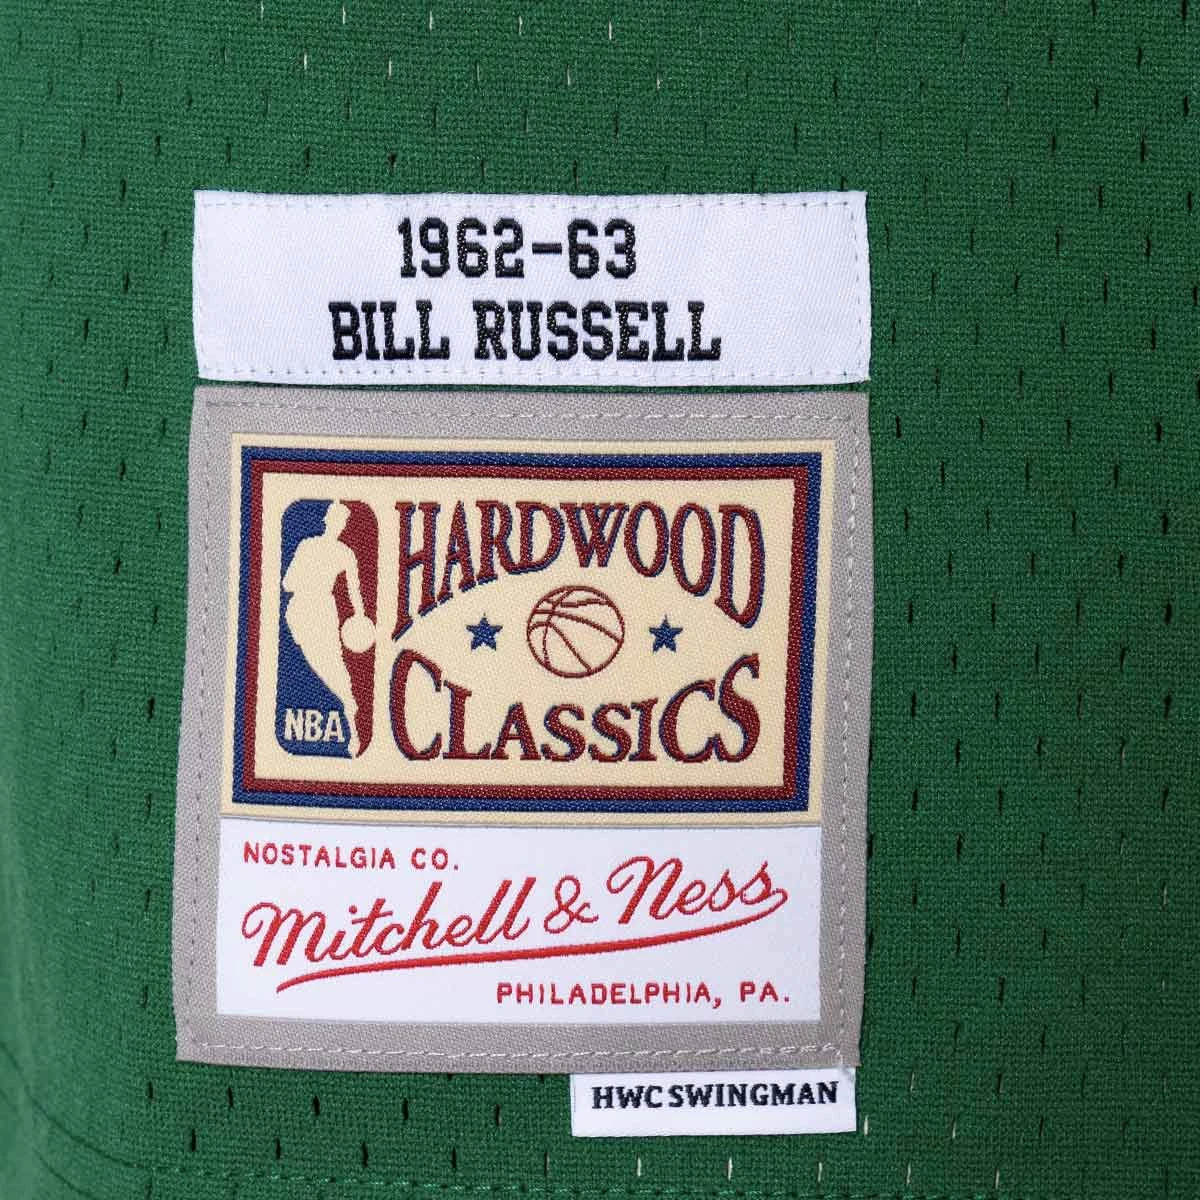 1962-63
BILL RUSSELL
HARDWOOD
CLASSICS
NBA
NOSTALGIA CO.
Mitchell & Ness
PHILADELPHIA, PA.
HWC SWINGMAN